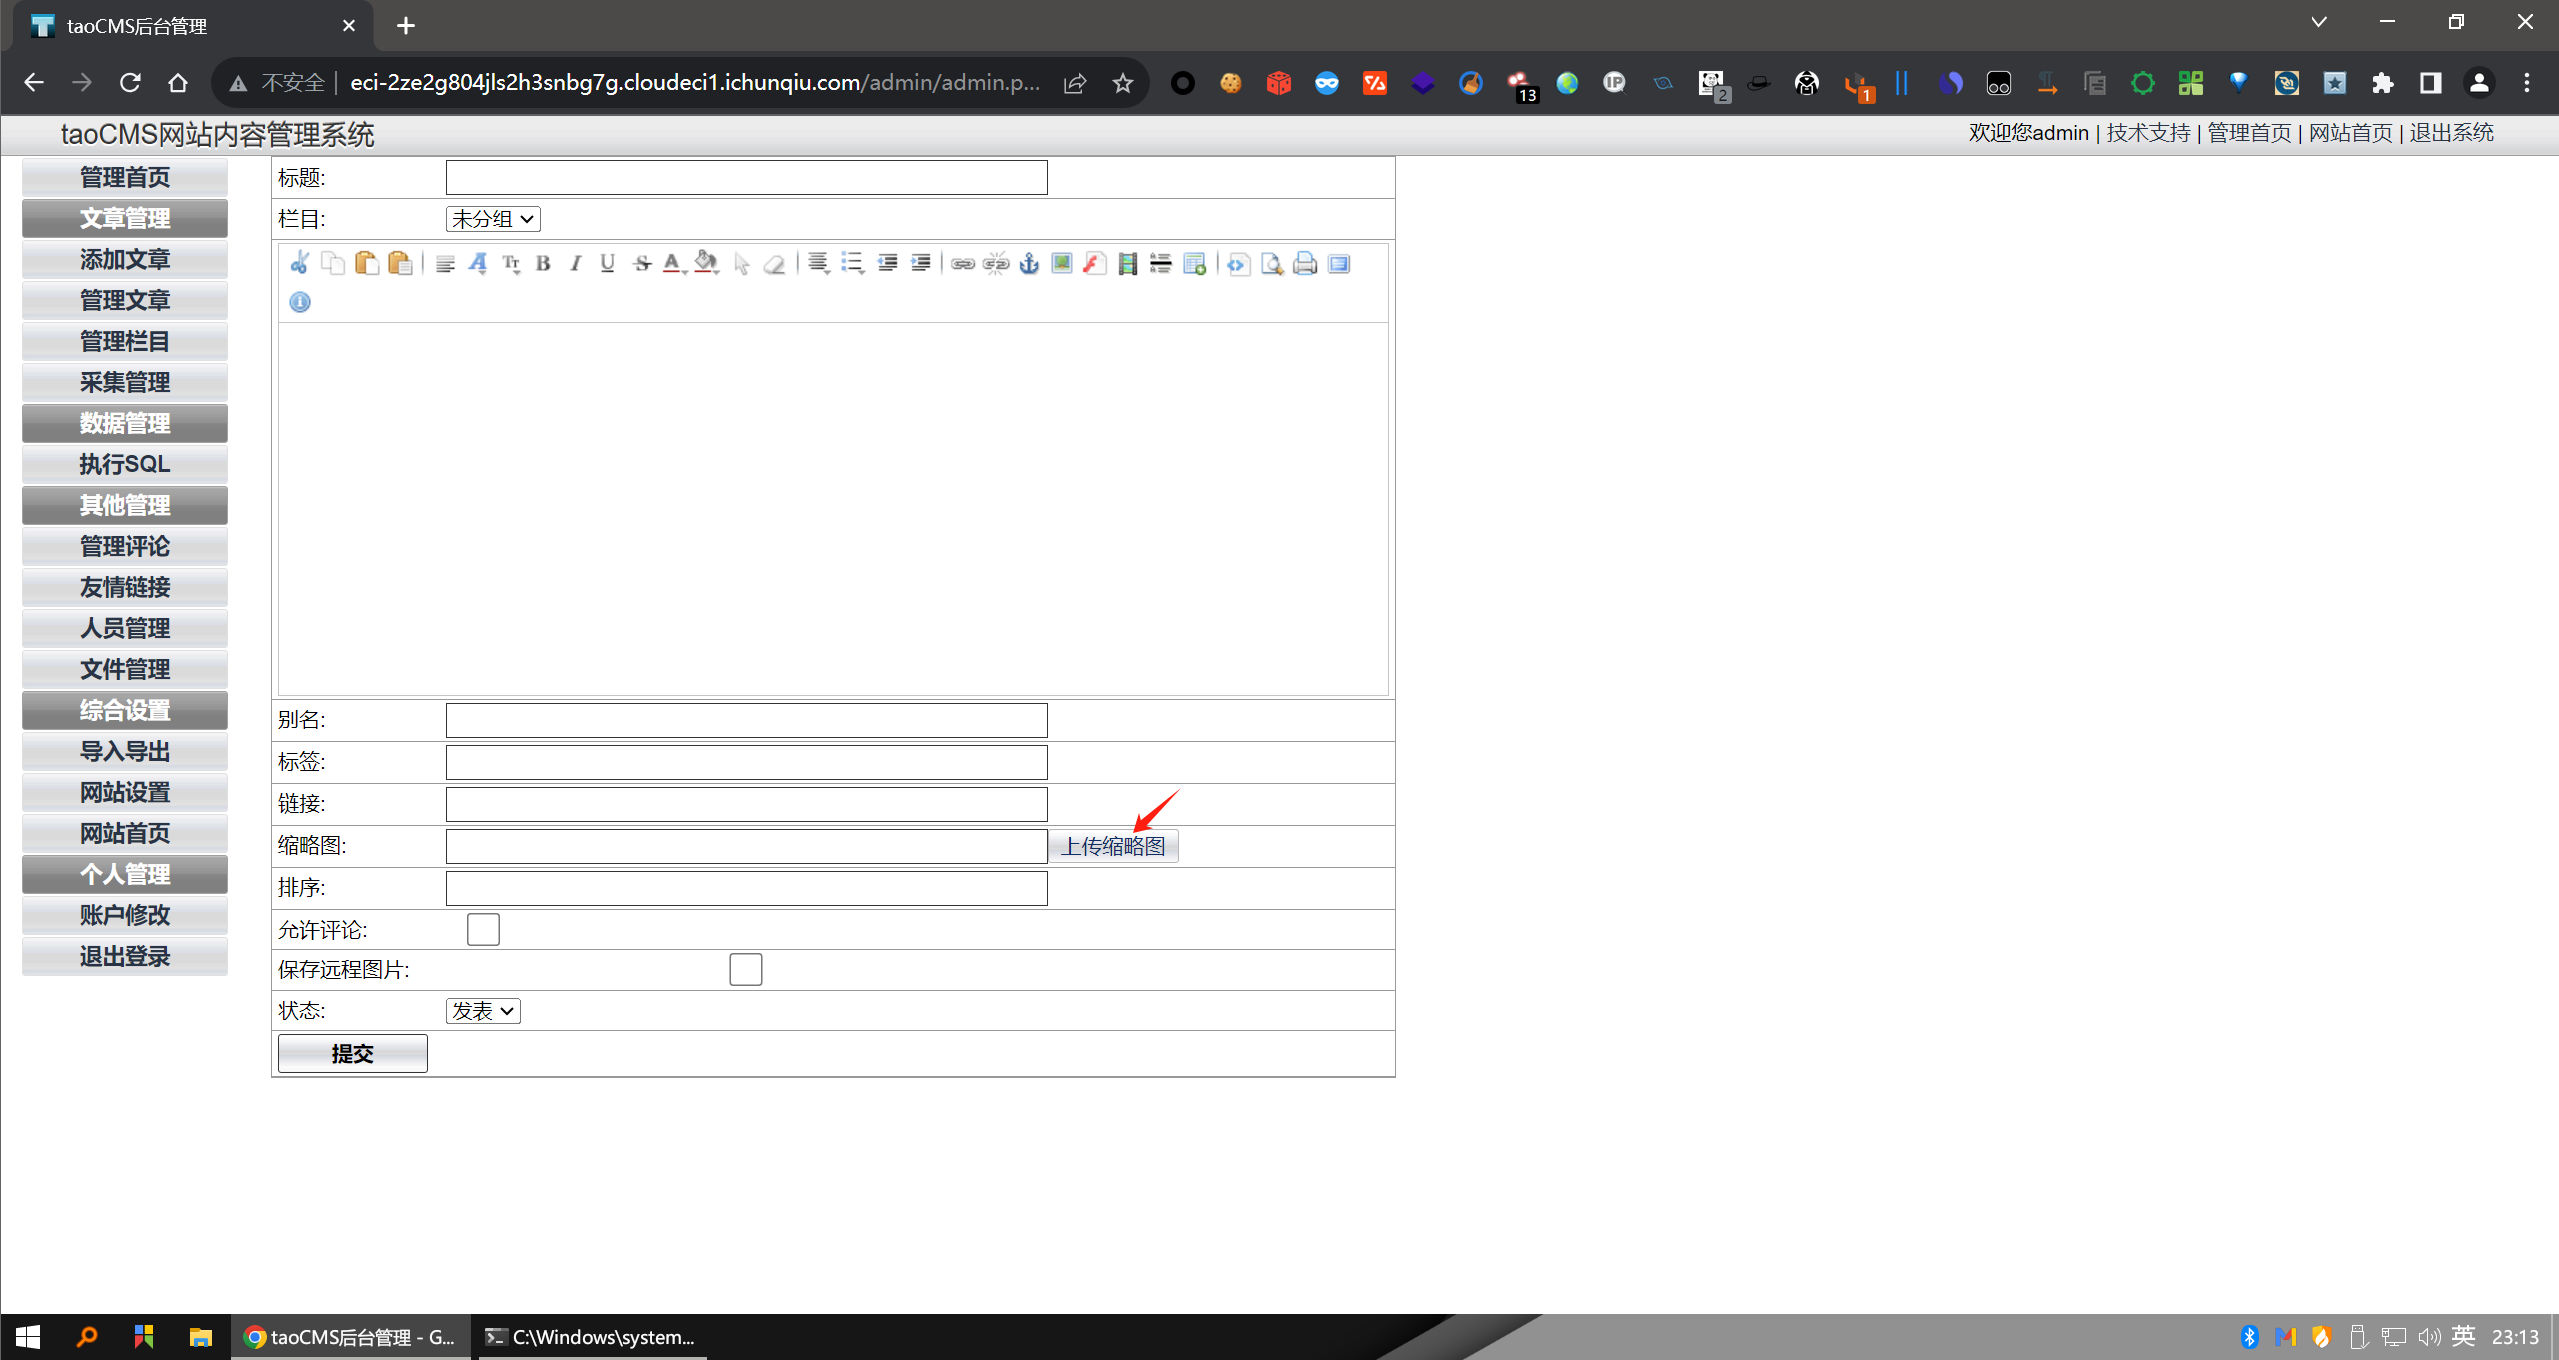 taoCMS后台管理
不安全
eci-2ze2g804jls2h3snbg7g.cloudeci1.ichunqiu.com/admin/admin.p...
13
IP
2
1
taoCMS网站内容管理系统
欢迎您admin | 技术支持 | 管理首页 | 网站首页 | 退出系统
管理首页
文章管理
添加文章
管理文章
管理栏目
采集管理
数据管理
执行SQL
其他管理
管理评论
友情链接
人员管理
文件管理
综合设置
导入导出
网站设置
网站首页
个人管理
账户修改
退出登录
标题:
栏目:
未分组
别名:
标签:
链接:
缩略图:
上传缩略图
排序:
允许评论:
保存远程图片:
状态:
发表
提交
taoCMS后台管理 - G...
C:\Windows\system...
英
23:13